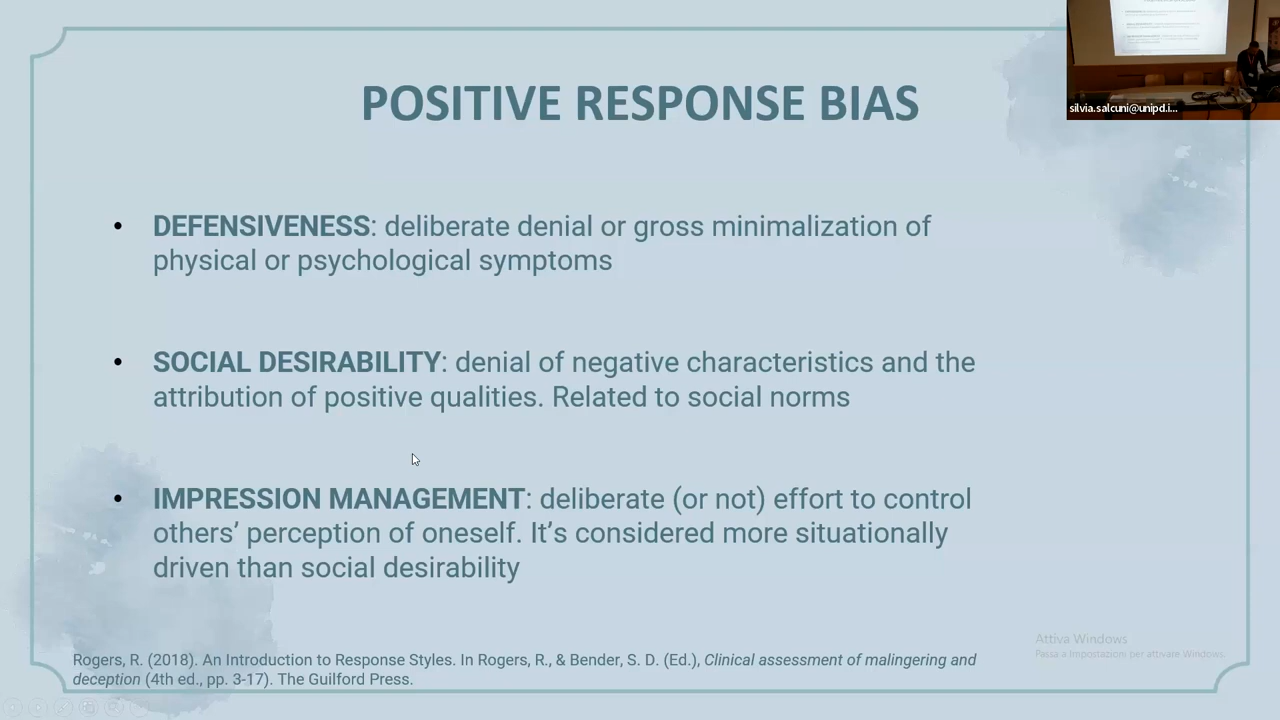 POSITIVE RESPONSE BIAS
silvia.salcuni@unipd.i...
• DEFENSIVENESS: deliberate denial or gross minimalization of
physical or psychological symptoms
• SOCIAL DESIRABILITY: denial of negative characteristics and the
attribution of positive qualities. Related to social norms
• IMPRESSION MANAGEMENT: deliberate (or not) effort to control
others’ perception of oneself. It’s considered more situationally
driven than social desirability
Attiva Windows
Passa a Impostazioni per attivare Windows.
Rogers, R. (2018). An Introduction to Response Styles. In Rogers, R., & Bender, S. D. (Ed.), Clinical assessment of malingering and
deception (4th ed., pp. 3-17). The Guilford Press.